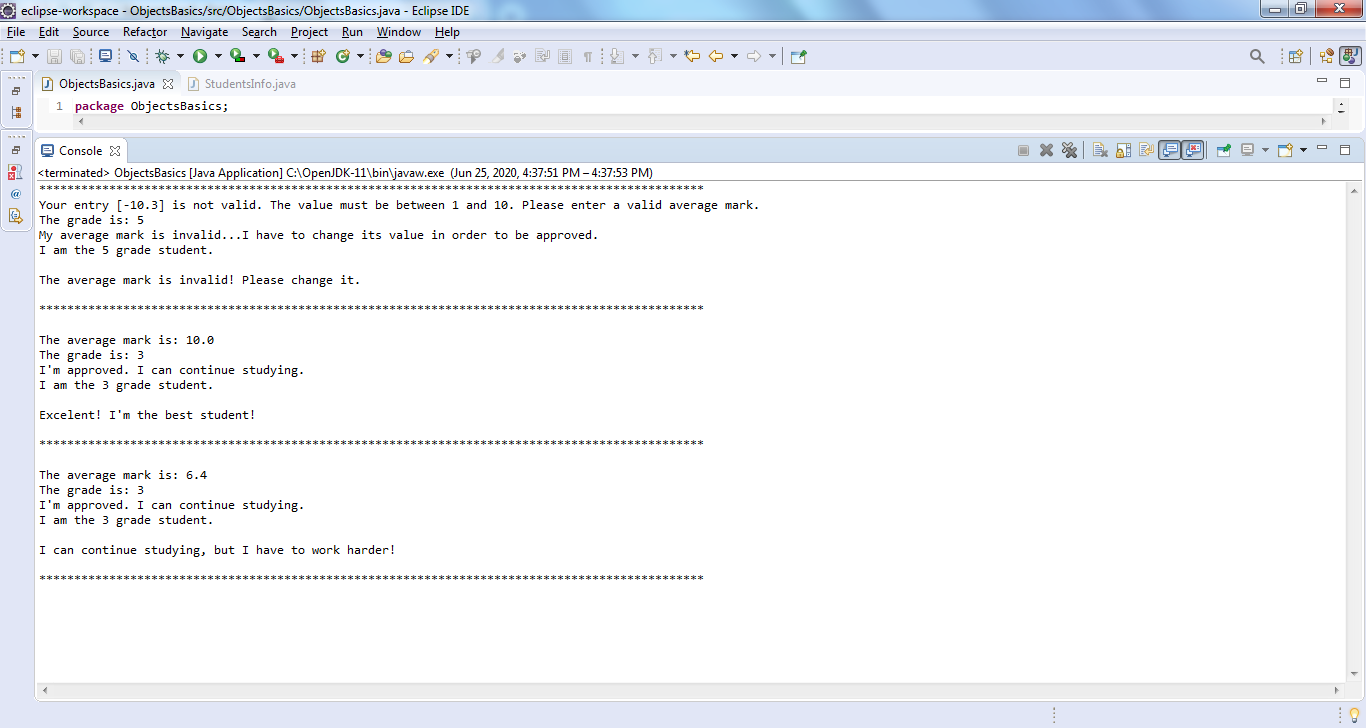 eclipse-workspace - ObjectsBasics/src/ObjectsBasics/ObjectsBasics.java - Eclipse IDE
File Edit Source Refactor Navigate Search Project Run Window Help
ObjectsBasics.java StudentsInfo.java
1 package ObjectsBasics;
Console
<terminated> ObjectsBasics [Java Application] C:\OpenJDK-11\bin\javaw.exe (Jun 25, 2020, 4:37:51 PM – 4:37:53 PM)
***********************************************************************************************
Your entry [-10.3] is not valid. The value must be between 1 and 10. Please enter a valid average mark.
The grade is: 5
My average mark is invalid...I have to change its value in order to be approved.
I am the 5 grade student.
The average mark is invalid! Please change it.
***********************************************************************************************
The average mark is: 10.0
The grade is: 3
I'm approved. I can continue studying.
I am the 3 grade student.
Excelent! I'm the best student!
***********************************************************************************************
The average mark is: 6.4
The grade is: 3
I'm approved. I can continue studying.
I am the 3 grade student.
I can continue studying, but I have to work harder!
***********************************************************************************************